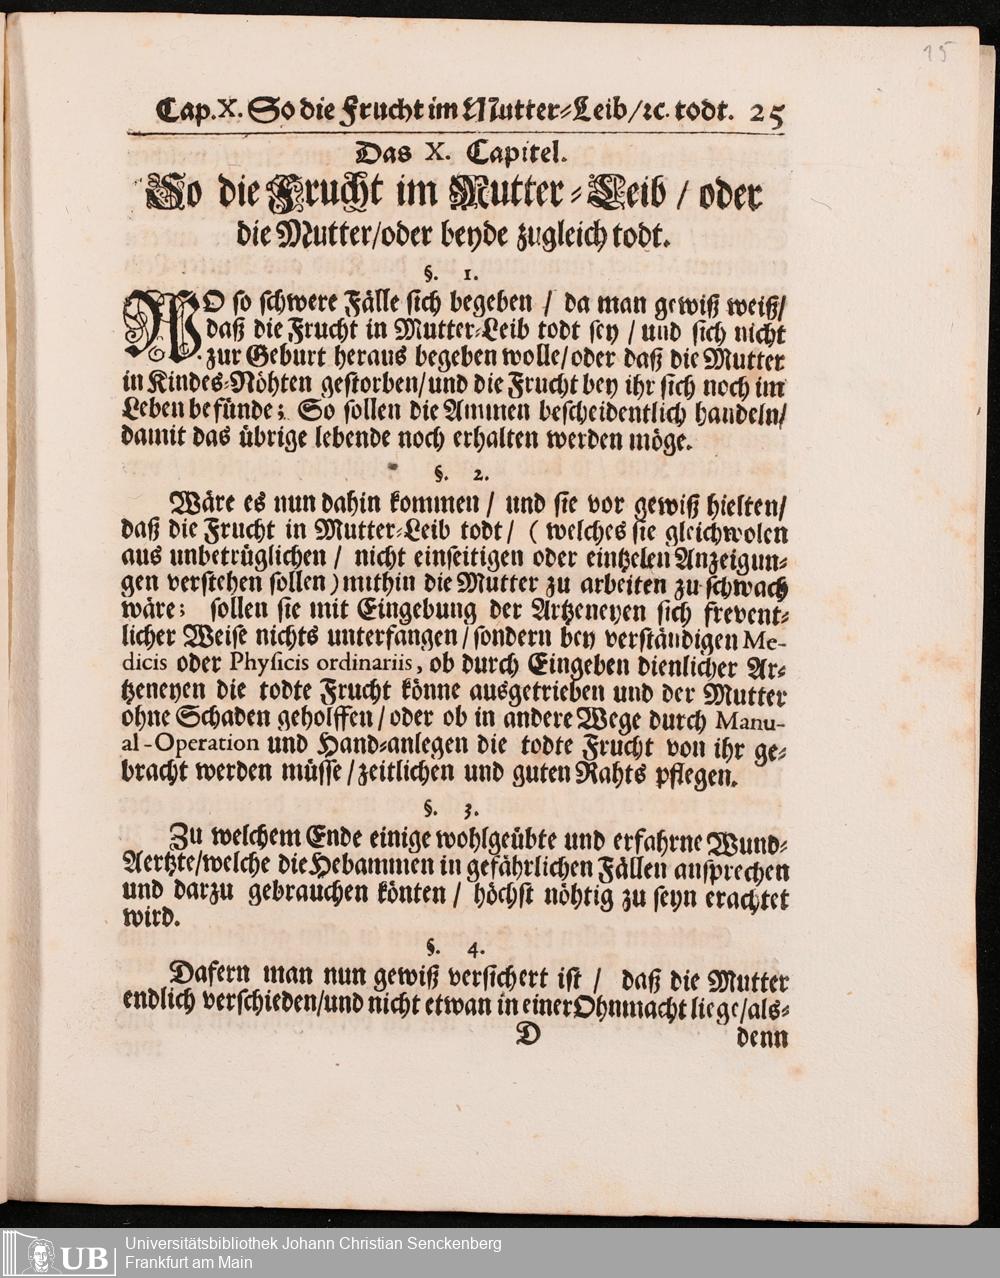 15
Cap. X. So die Frucht im Mutter-Leib/ ꝛc. todt. 25
Das X. Capitel.
So die Frucht im Mutter-Leib / oder
die Mutter/oder beyde zugleich todt.
§. 1.
WO so schwere Fälle sich begeben / da man gewiß weiß/
daß die Frucht in Mutter-Leib todt sey / und sich nicht
zur Geburt heraus begeben wolle/oder daß die Mutter
in Kindes-Nöhten gestorben/und die Frucht bey ihr sich noch im
Leben befünde; So sollen die Ammen bescheidentlich handeln/
damit das übrige lebende noch erhalten werden möge.
§. 2.
Wäre es nun dahin kommen / und sie vor gewiß hielten/
daß die Frucht in Mutter-Leib todt/ ( welches sie gleichwolen
aus unbetrüglichen / nicht einseitigen oder eintzelen Anzeigun-
gen verstehen sollen) mithin die Mutter zu arbeiten zu schwach
wäre; sollen sie mit Eingebung der Artzeneyen sich frevent-
licher Weise nichts unterfangen/sondern bey verständigen Me-
dicis oder Physicis ordinariis, ob durch Eingeben dienlicher Ar-
tzeneyen die todte Frucht könne ausgetrieben und der Mutter
ohne Schaden geholffen/oder ob in andere Wege durch Manu-
al-Operation und Hand-anlegen die todte Frucht von ihr ge-
bracht werden müsse/zeitlichen und guten Rahts pflegen.
§. 3.
Zu welchem Ende einige wohlgeübte und erfahrne Wund-
Aertzte/welche die Hebammen in gefährlichen Fällen ansprechen
und darzu gebrauchen könten / höchst nöhtig zu seyn erachtet
wird.
§. 4.
Dafern man nun gewiß versichert ist / daß die Mutter
endlich verschieden/und nicht etwan in einer Ohnmacht liege/als-
D denn
UB Universitätsbibliothek Johann Christian Senckenberg
Frankfurt am Main